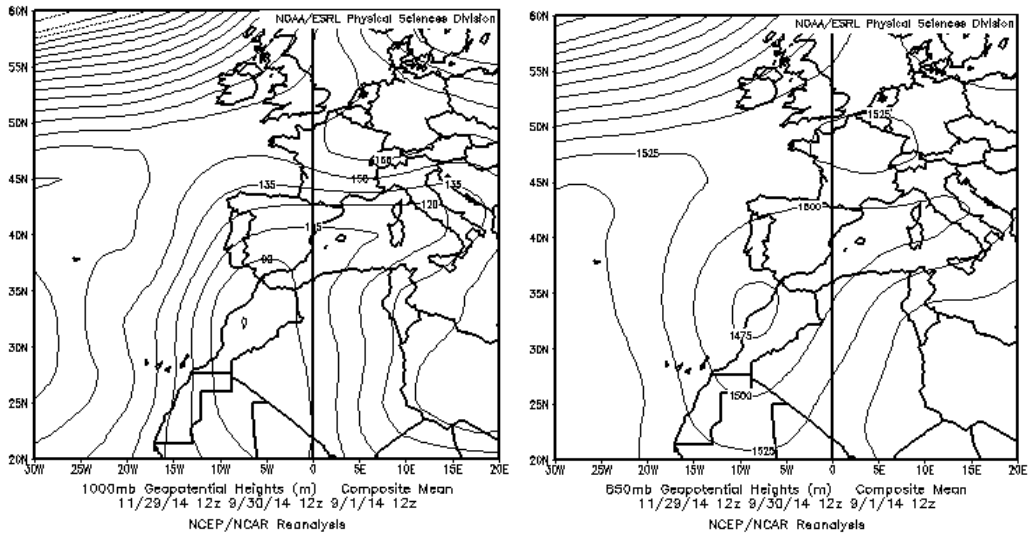 NOAA/ESRL Physical Sciences Division
60N
55N
50N
45N
40N
35N
30N
25N
20N
160
150
135
135
120
90
30W 25W 20W 15W 10W 5W 0 5E 10E 15E 20E
1000mb Geopotential Heights (m) Composite Mean
11/29/14 12z 9/30/14 12z 9/1/14 12z
NCEP/NCAR Reanalysis
NOAA/ESRL Physical Sciences Division
60N
55N
50N
45N
40N
35N
30N
25N
20N
1525
1525
1475
1500
1525
30W 25W 20W 15W 10W 5W 0 5E 10E 15E 20E
850mb Geopotential Heights (m) Composite Mean
11/29/14 12z 9/30/14 12z 9/1/14 12z
NCEP/NCAR Reanalysis